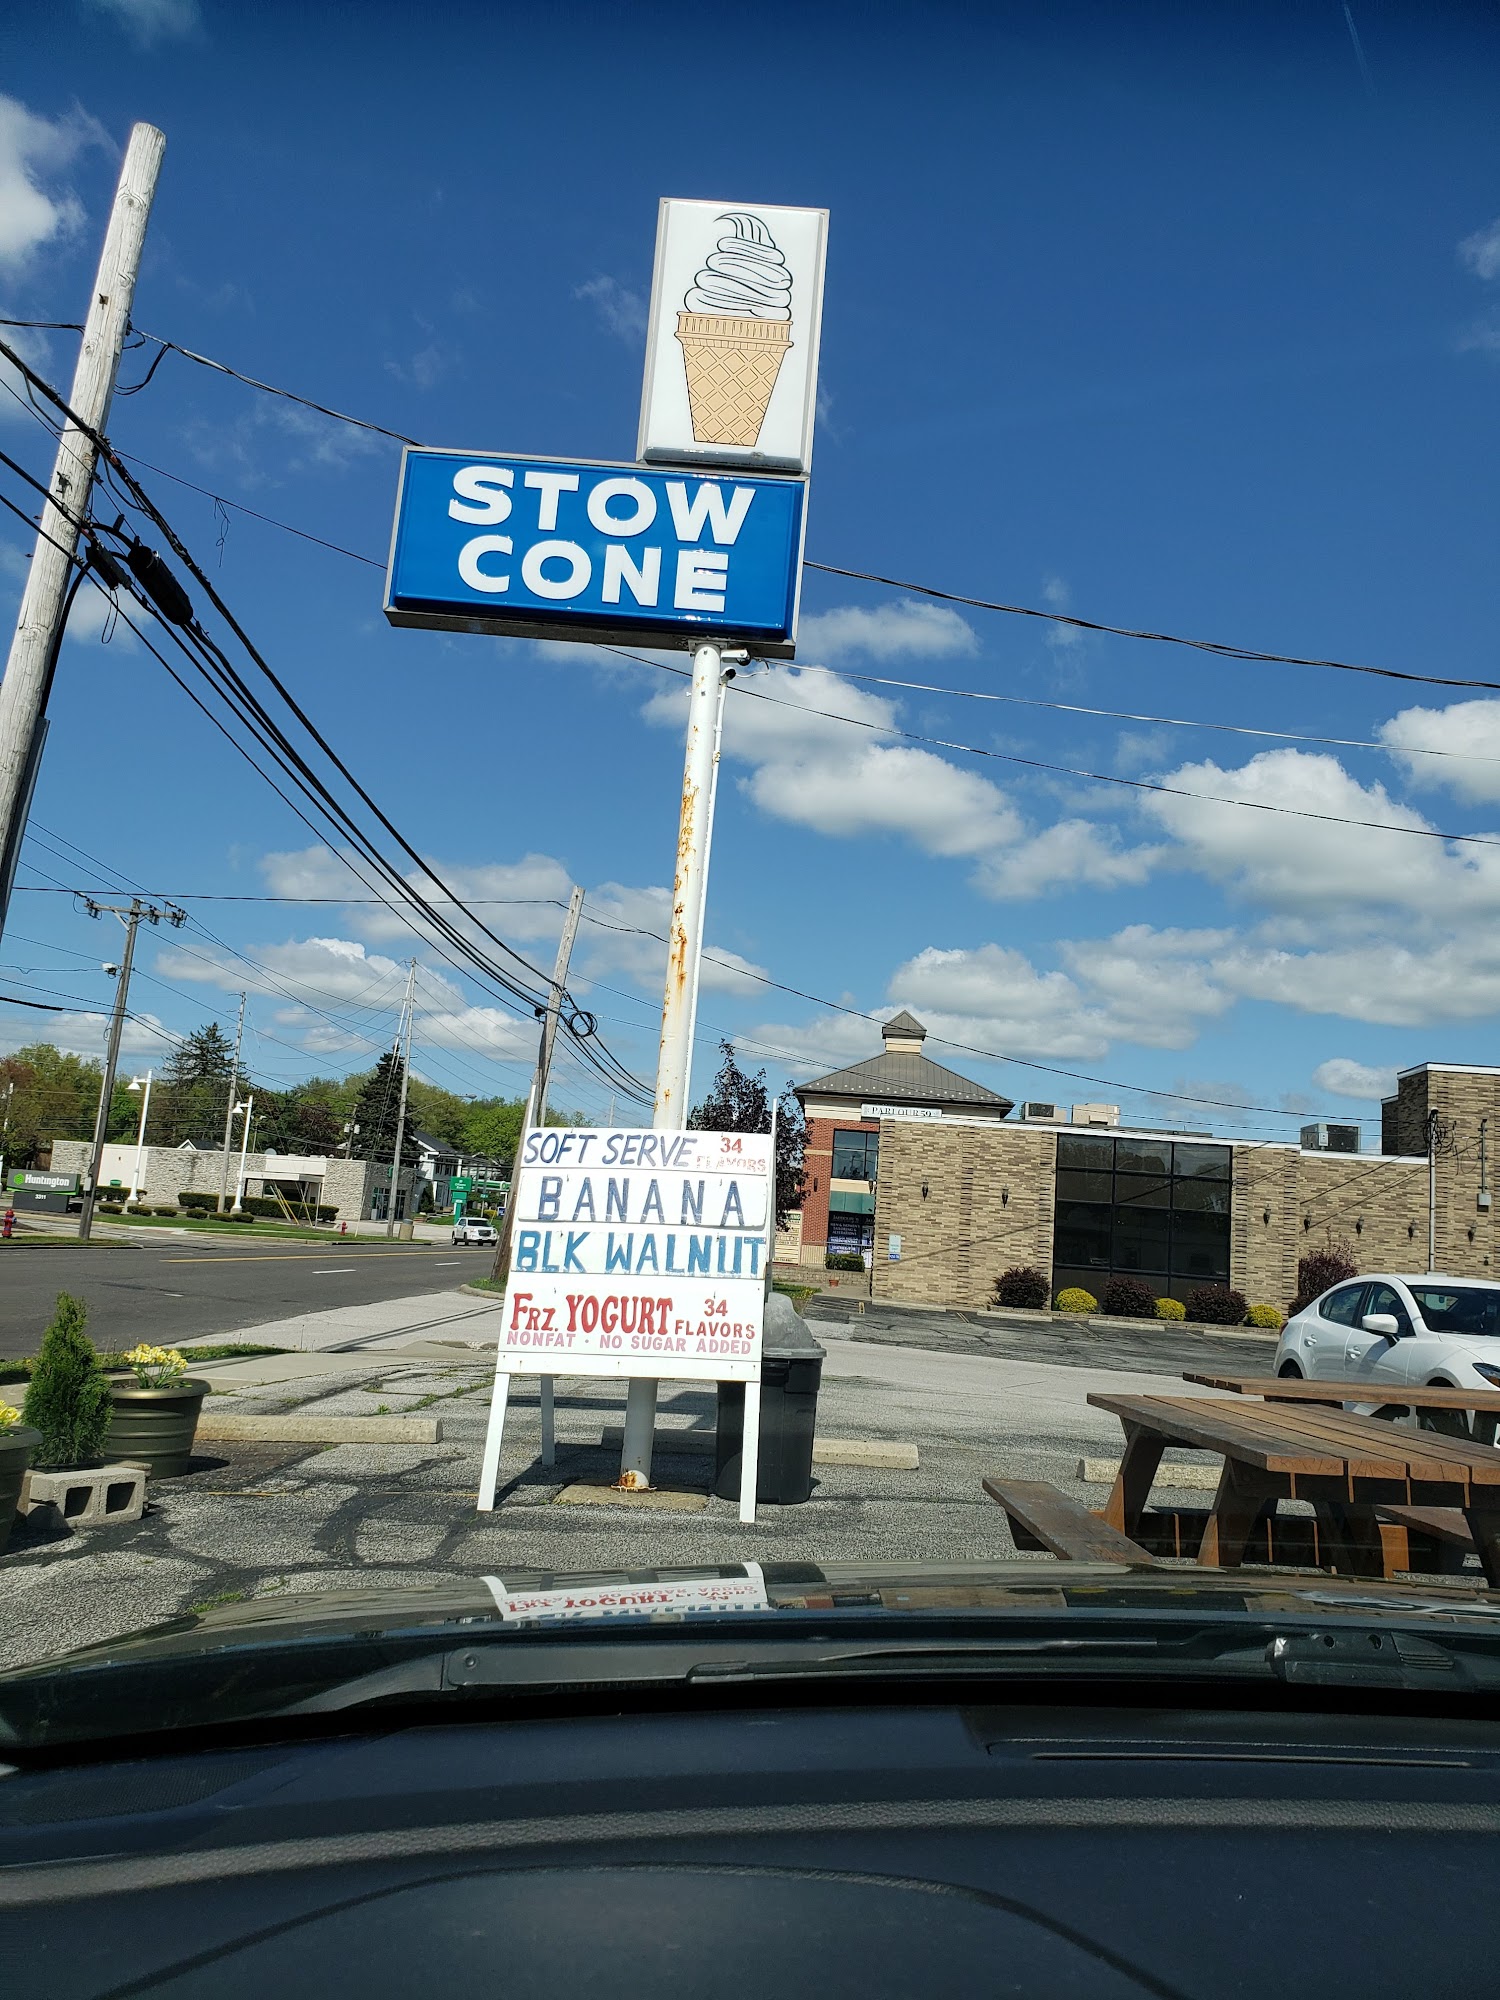 STOW
CONE
SOFT SERVE 34
FLAVORS
BANANA
BLK WALNUT
FRZ. YOGURT 34
FLAVORS
NONFAT · NO SUGAR ADDED
Huntington
3311
PARLOUR 59